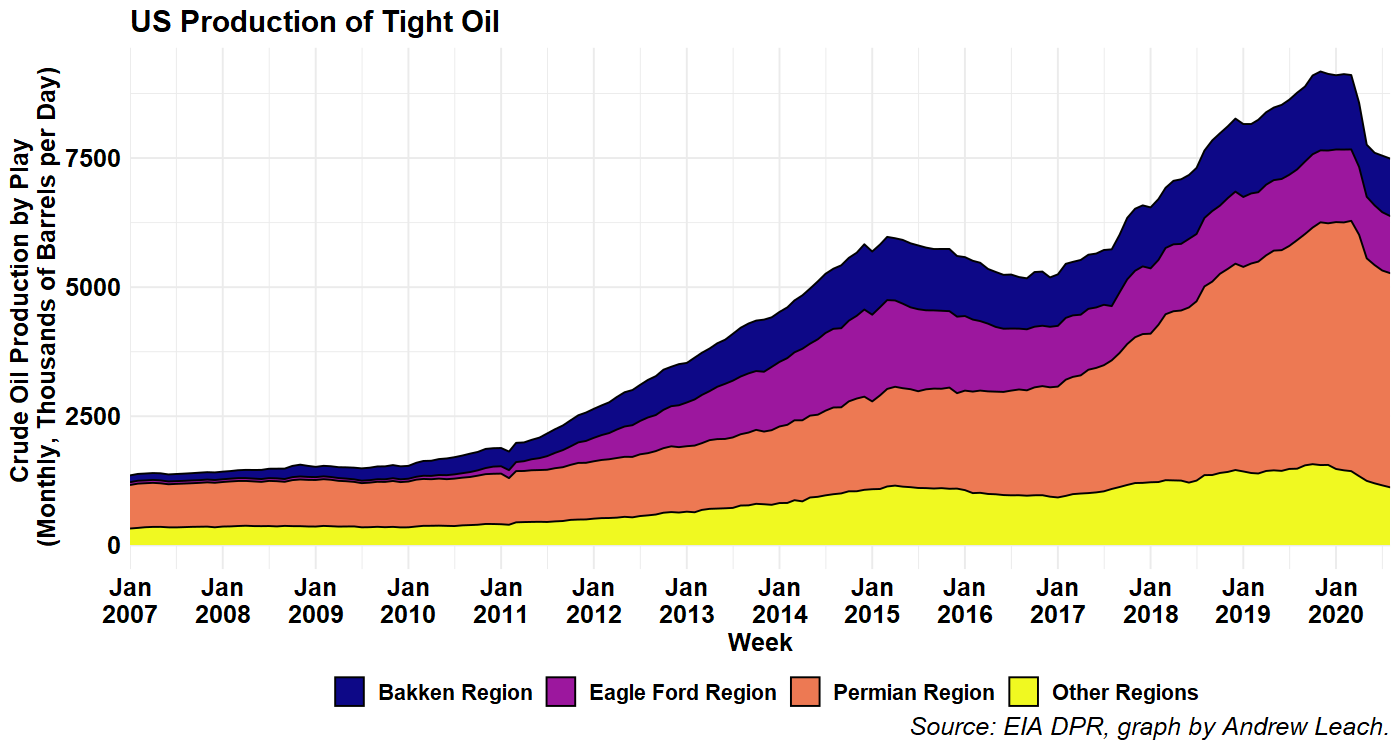 US Production of Tight Oil
Crude Oil Production by Play
(Monthly, Thousands of Barrels per Day)
7500
5000
2500
0
Jan Jan Jan Jan Jan Jan Jan Jan Jan Jan Jan Jan Jan Jan
2007 2008 2009 2010 2011 2012 2013 2014 2015 2016 2017 2018 2019 2020
Week
Bakken Region Eagle Ford Region Permian Region Other Regions
Source: EIA DPR, graph by Andrew Leach.